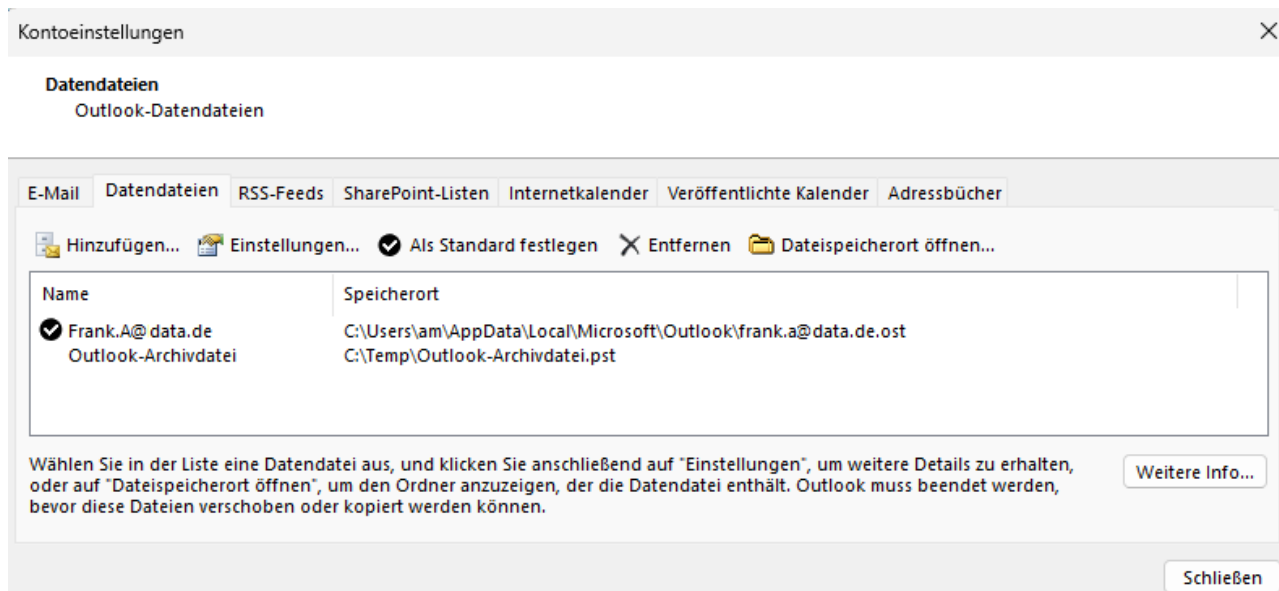 Kontoeinstellungen
Datendateien
Outlook-Datendateien
E-Mail Datendateien RSS-Feeds SharePoint-Listen Internetkalender Veröffentlichte Kalender Adressbücher
Hinzufügen... Einstellungen... Als Standard festlegen Entfernen Dateispeicherort öffnen...
Name Speicherort
Frank.A@data.de C:\Users\am\AppData\Local\Microsoft\Outlook\frank.a@data.de.ost
Outlook-Archivdatei C:\Temp\Outlook-Archivdatei.pst
Wählen Sie in der Liste eine Datendatei aus, und klicken Sie anschließend auf "Einstellungen", um weitere Details zu erhalten,
oder auf "Dateispeicherort öffnen", um den Ordner anzuzeigen, der die Datendatei enthält. Outlook muss beendet werden,
bevor diese Dateien verschoben oder kopiert werden können.
Weitere Info...
Schließen